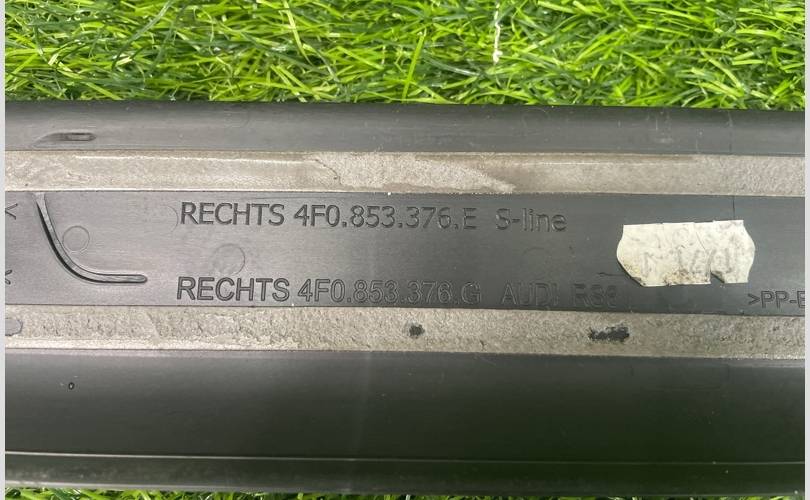 RECHTS 4F0.853.376.E S-line
RECHTS 4F0.853.376.G AUDI RS6
>PP-E